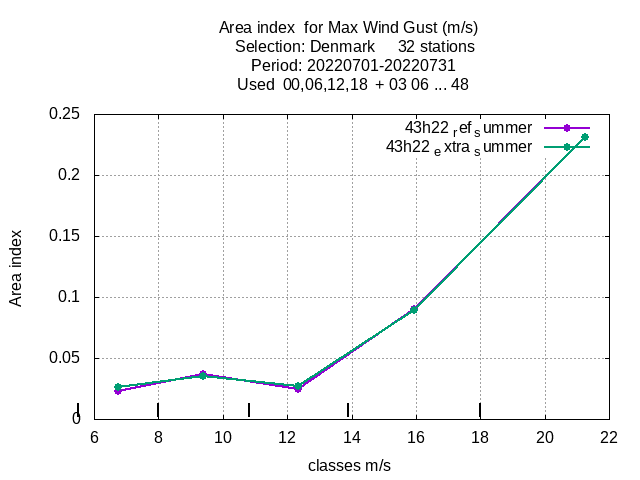 Area index  for Max Wind Gust (m/s)
Selection: Denmark     32 stations
Period: 20220701-20220731
Used  00,06,12,18  + 03 06 ... 48
0.25
43h22 ref summer
43h22 extra summer
0.2
0.15
Area index
0.1
0.05
0
6 8 10 12 14 16 18 20 22
classes m/s